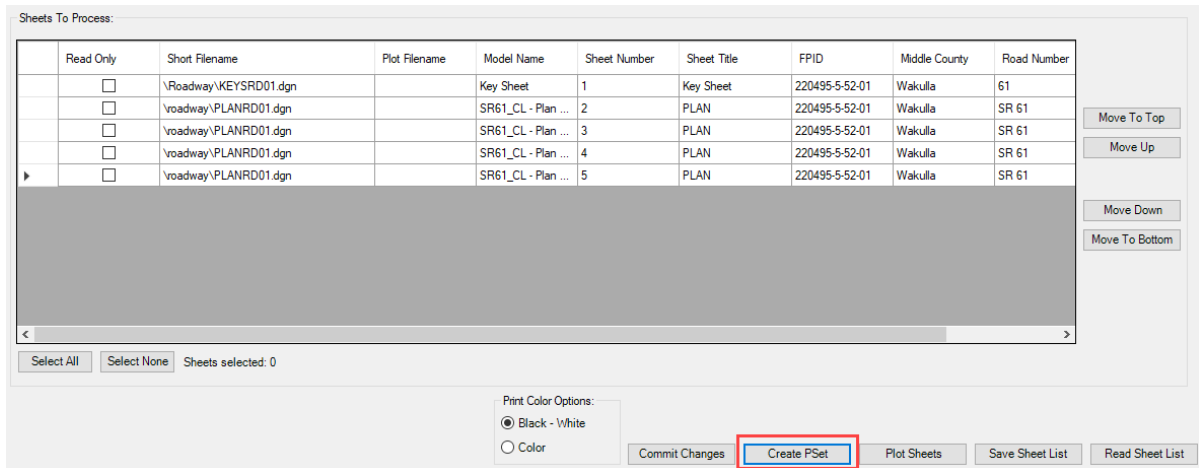 Sheets To Process:
Read Only Short Filename Plot Filename Model Name Sheet Number Sheet Title FPID Middle County Road Number
\Roadway\KEYSRD01.dgn Key Sheet 1 Key Sheet 220495-5-52-01 Wakulla 61
\roadway\PLANRD01.dgn SR61_CL - Plan ... 2 PLAN 220495-5-52-01 Wakulla SR 61
\roadway\PLANRD01.dgn SR61_CL - Plan ... 3 PLAN 220495-5-52-01 Wakulla SR 61
\roadway\PLANRD01.dgn SR61_CL - Plan ... 4 PLAN 220495-5-52-01 Wakulla SR 61
\roadway\PLANRD01.dgn SR61_CL - Plan ... 5 PLAN 220495-5-52-01 Wakulla SR 61
Move To Top
Move Up
Move Down
Move To Bottom
Select All Select None Sheets selected: 0
Print Color Options:
Black - White
Color
Commit Changes Create PSet Plot Sheets Save Sheet List Read Sheet List